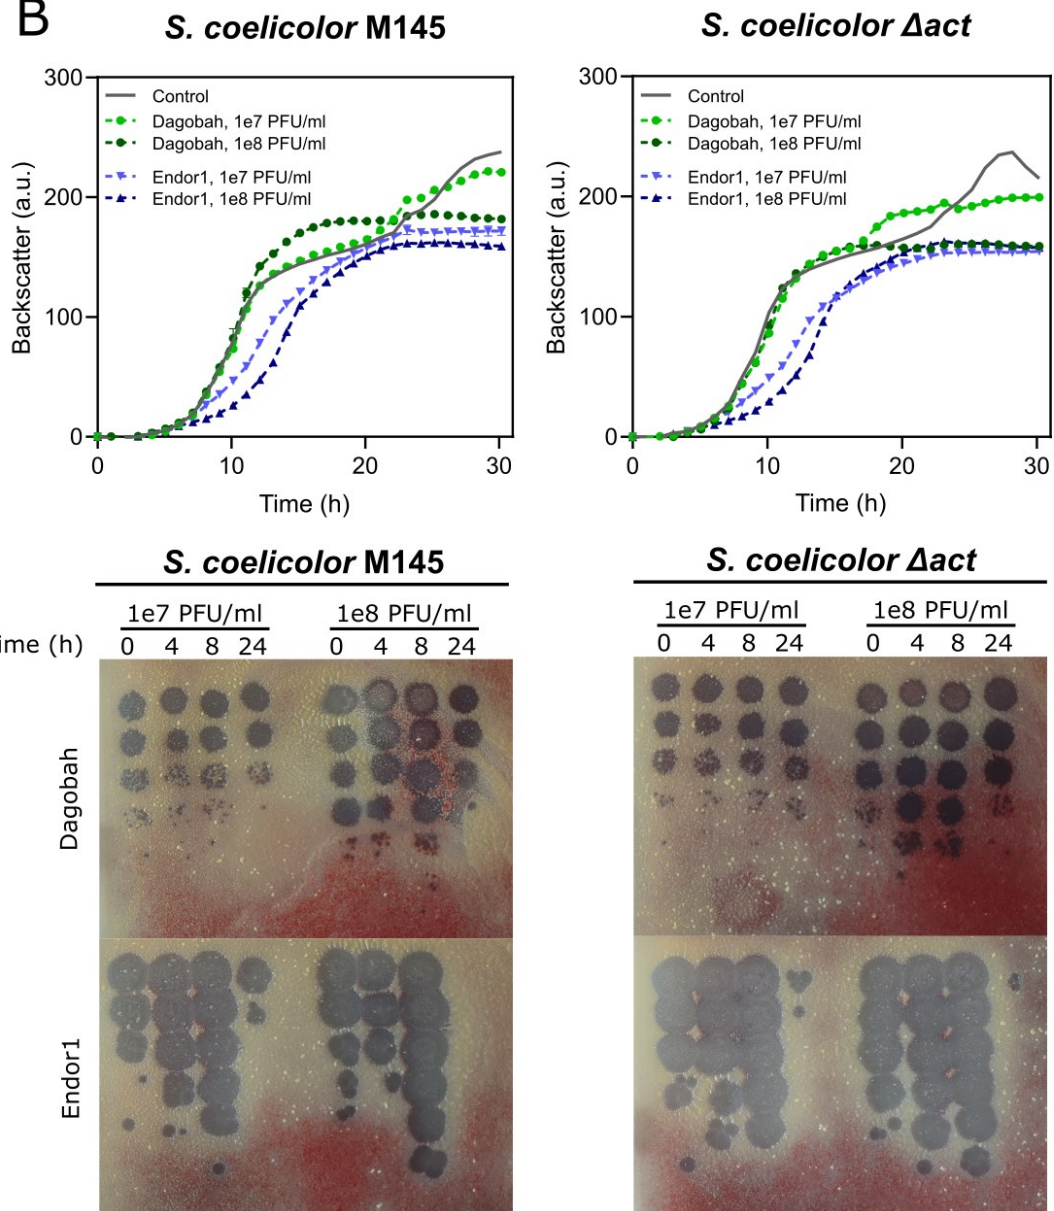 B
S. coelicolor M145
S. coelicolor Δact
300
200
100
0
Backscatter (a.u.)
Control
Dagobah, 1e7 PFU/ml
Dagobah, 1e8 PFU/ml
Endor1, 1e7 PFU/ml
Endor1, 1e8 PFU/ml
0 10 20 30
Time (h)
300
200
100
0
Backscatter (a.u.)
Control
Dagobah, 1e7 PFU/ml
Dagobah, 1e8 PFU/ml
Endor1, 1e7 PFU/ml
Endor1, 1e8 PFU/ml
0 10 20 30
Time (h)
S. coelicolor M145
1e7 PFU/ml 1e8 PFU/ml
ime (h) 0 4 8 24 0 4 8 24
S. coelicolor Δact
1e7 PFU/ml 1e8 PFU/ml
0 4 8 24 0 4 8 24
Dagobah
Endor1